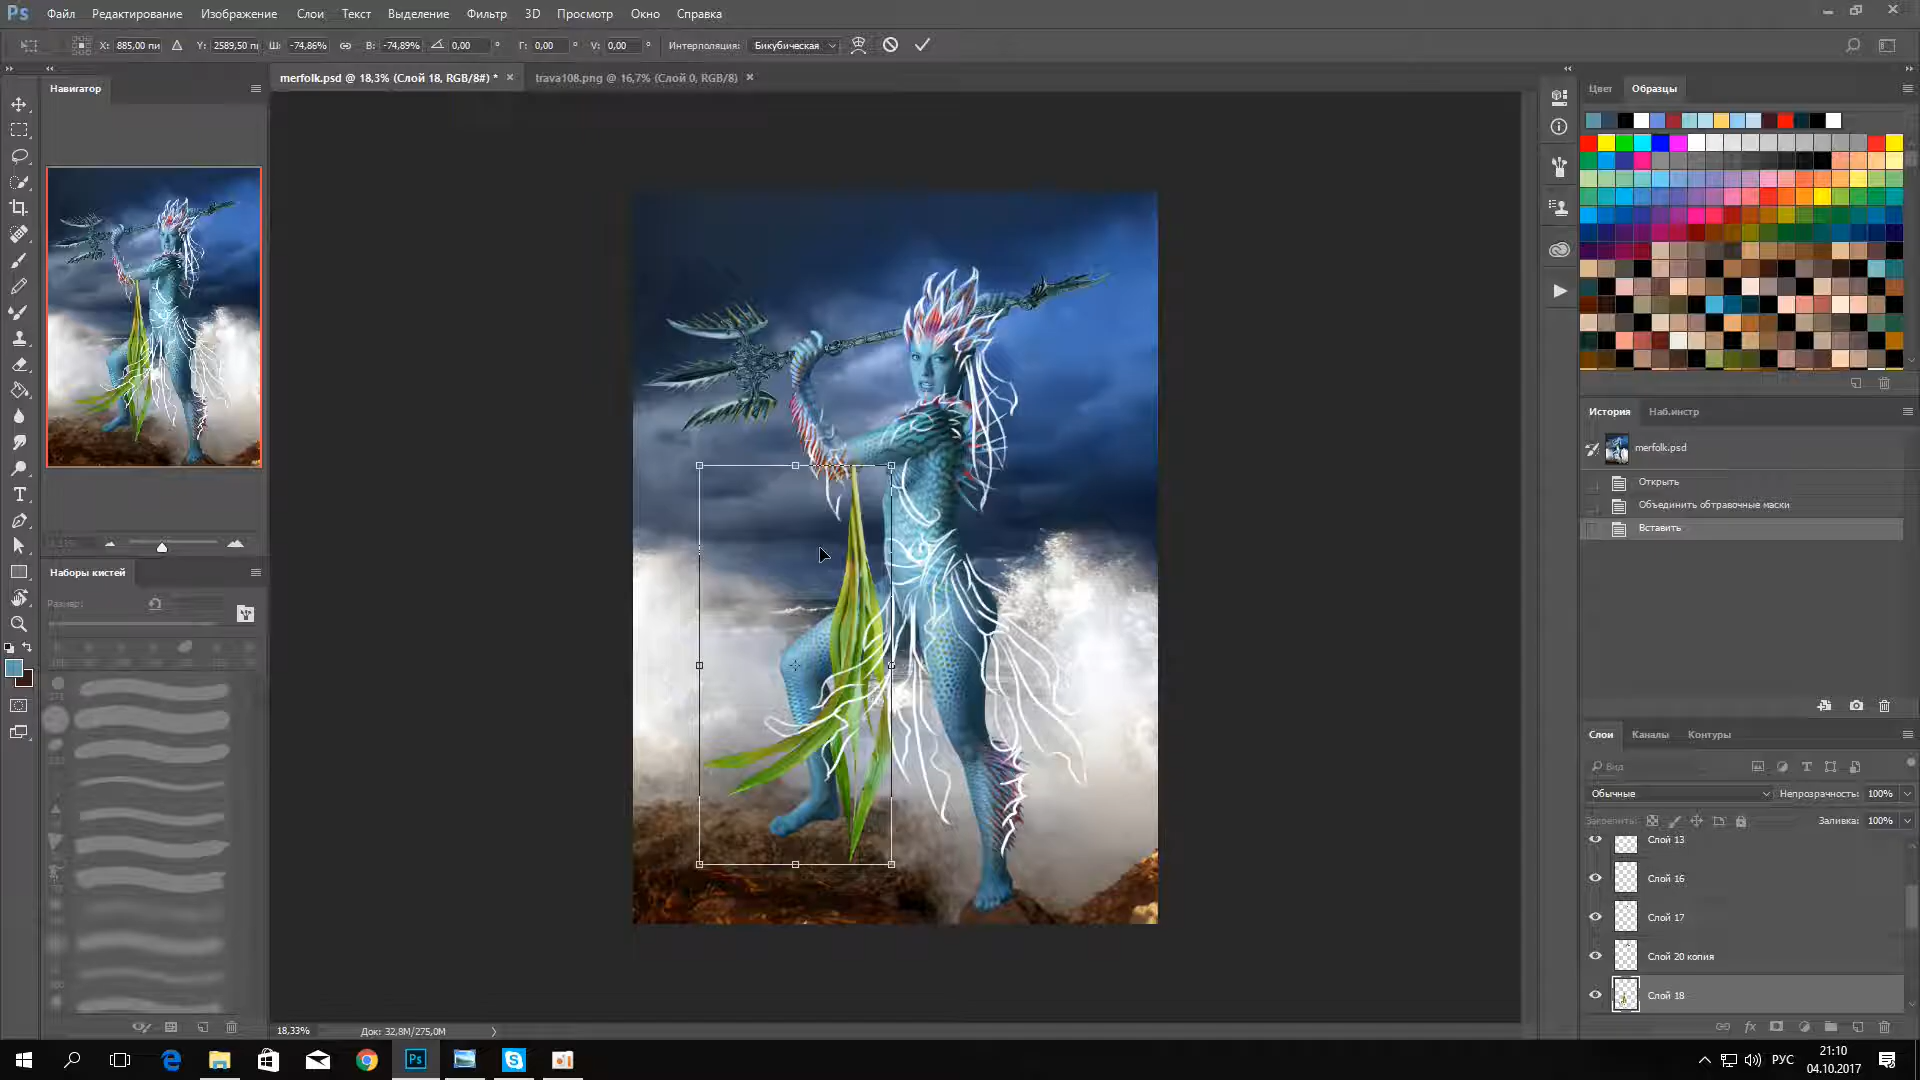 Ps Файл Редактирование Изображение Слои Текст Выделение Фильтр 3D Просмотр Окно Справка
X: 885,00 пи Y: 2589,50 п Ш: -74,86% В: -74,89% 0,00 ° Г: 0,00 ° V: 0,00 ° Интерполяция: Бикубическая
merfolk.psd @ 18,3% (Слой 18, RGB/8#) * × trava108.png @ 16,7% (Слой 0, RGB/8) ×
Навигатор
Цвет Образцы
История Наб.инстр
merfolk.psd
Открыть
Объединить обтравочные маски
Вставить
Наборы кистей
Размер:
Слои Каналы Контуры
Вид
Обычные Непрозрачность: 100%
Закрепить: Заливка: 100%
Слой 13
Слой 16
Слой 17
Слой 20 копия
Слой 18
18,33% Док: 32,8M/275,0M
Ps РУС 21:10
04.10.2017